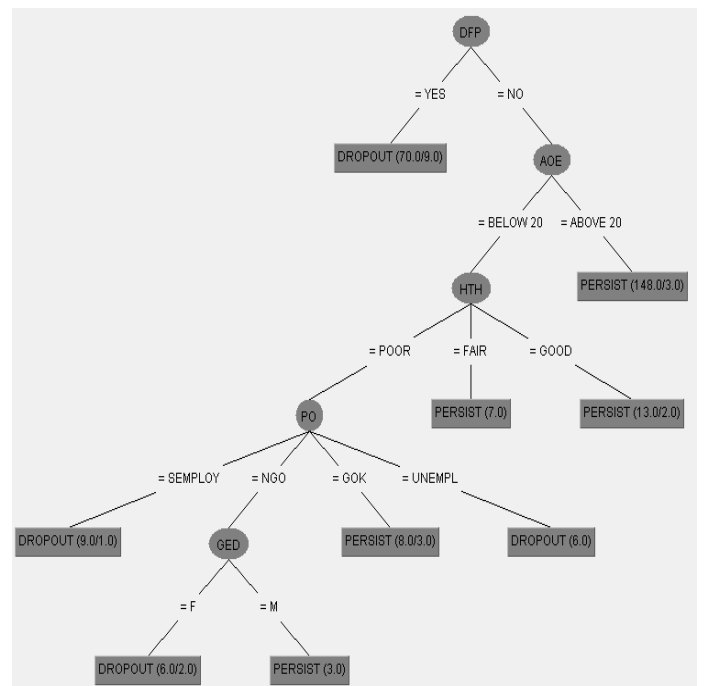 DFP
= YES
= NO
DROPOUT (70.0/9.0)
AOE
= BELOW 20
= ABOVE 20
HTH
PERSIST (148.0/3.0)
= POOR
= FAIR
= GOOD
PO
PERSIST (7.0)
PERSIST (13.0/2.0)
= SEMPLOY
= NGO
= GOK
= UNEMPL
DROPOUT (9.0/1.0)
GED
PERSIST (8.0/3.0)
DROPOUT (6.0)
= F
= M
DROPOUT (6.0/2.0)
PERSIST (3.0)